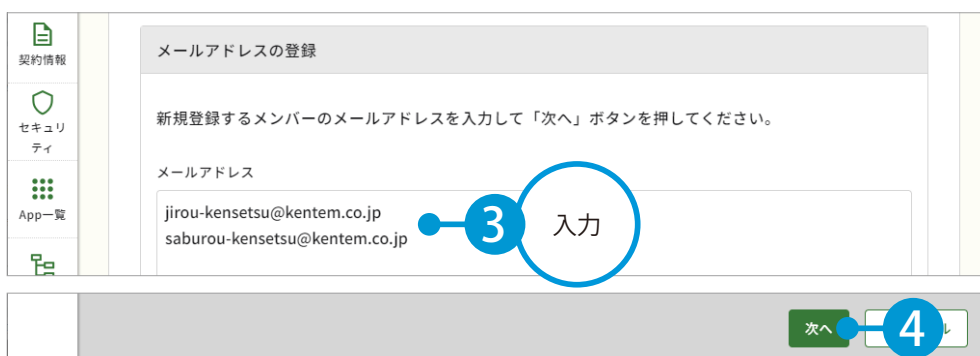 契約情報
セキュリ
ティ
App一覧
メールアドレスの登録
新規登録するメンバーのメールアドレスを入力して「次へ」ボタンを押してください。
メールアドレス
jirou-kensetsu@kentem.co.jp
saburou-kensetsu@kentem.co.jp
3 入力
次へ
4